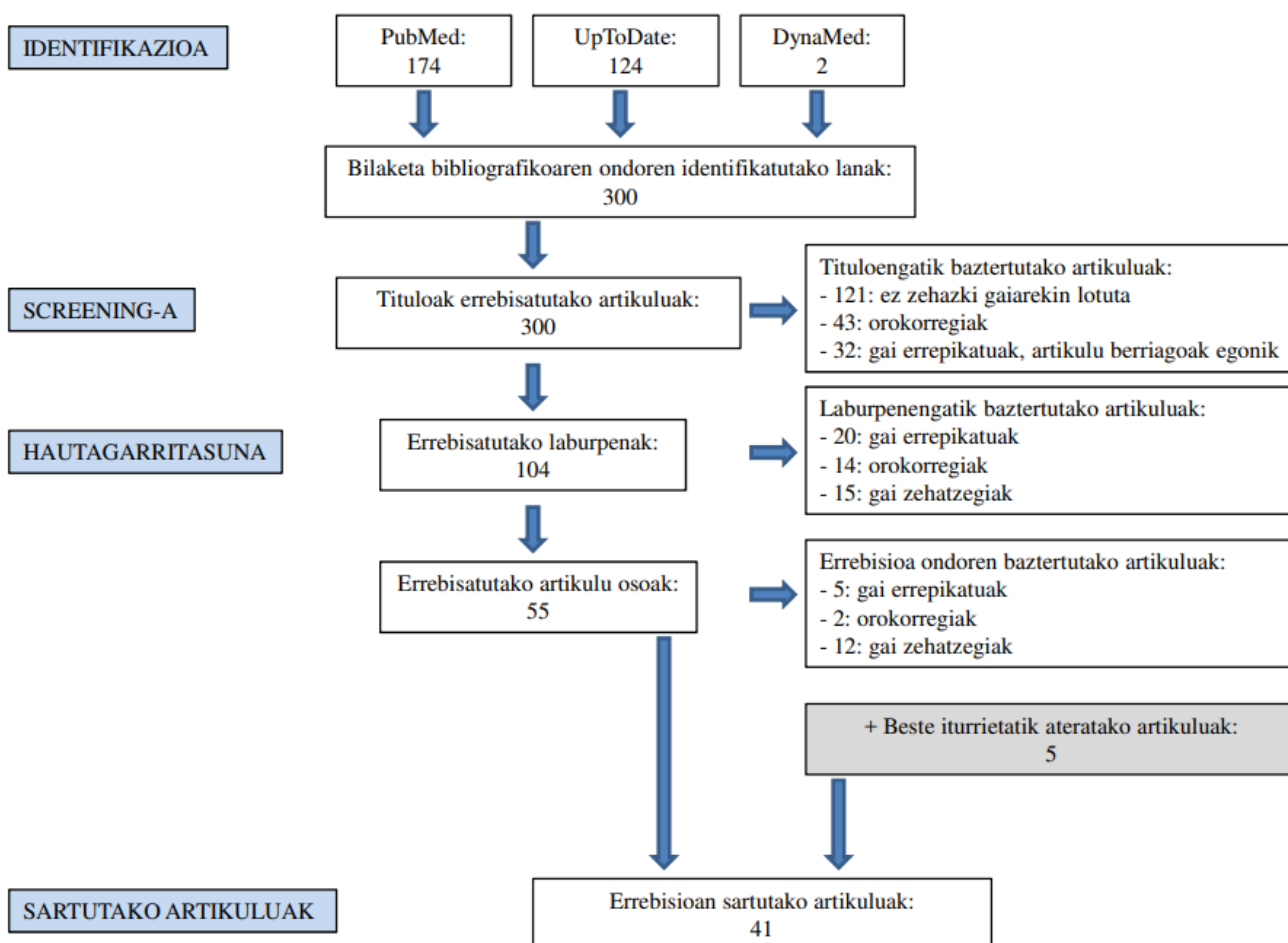 IDENTIFIKAZIOA
PubMed:
174
UpToDate:
124
DynaMed:
2
Bilaketa bibliografikoaren ondoren identifikatutako lanak:
300
SCREENING-A
Tituloak errebisatutako artikuluak:
300
Tituloengatik baztertutako artikuluak:
- 121: ez zehazki gaiarekin lotuta
- 43: orokorregiak
- 32: gai errepikatuak, artikulu berriagoak egonik
HAUTAGARRITASUNA
Errebisatutako laburpenak:
104
Laburpenengatik baztertutako artikuluak:
- 20: gai errepikatuak
- 14: orokorregiak
- 15: gai zehatzegiak
Errebisatutako artikulu osoak:
55
Errebisioa ondoren baztertutako artikuluak:
- 5: gai errepikatuak
- 2: orokorregiak
- 12: gai zehatzegiak
+ Beste iturrietatik ateratako artikuluak:
5
SARTUTAKO ARTIKULUAK
Errebisioan sartutako artikuluak:
41